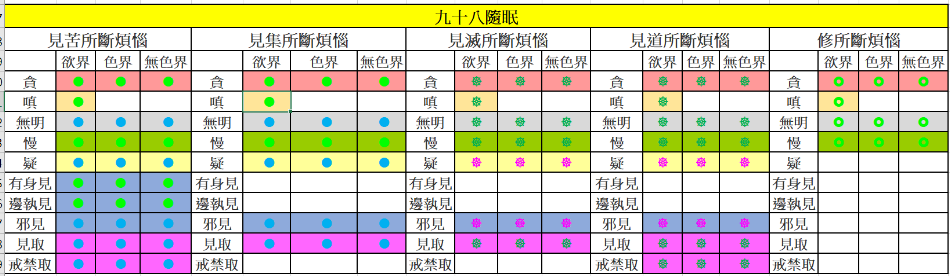 九十八隨眠
見苦所斷煩惱 見集所斷煩惱 見滅所斷煩惱 見道所斷煩惱 修所斷煩惱
欲界 色界 無色界 欲界 色界 無色界 欲界 色界 無色界 欲界 色界 無色界 欲界 色界 無色界
貪 貪 貪 貪 貪
嗔 嗔 嗔 嗔 嗔
無明 無明 無明 無明 無明
慢 慢 慢 慢 慢
疑 疑 疑 疑 疑
有身見 有身見 有身見 有身見 有身見
邊執見 邊執見 邊執見 邊執見 邊執見
邪見 邪見 邪見 邪見 邪見
見取 見取 見取 見取 見取
戒禁取 戒禁取 戒禁取 戒禁取 戒禁取